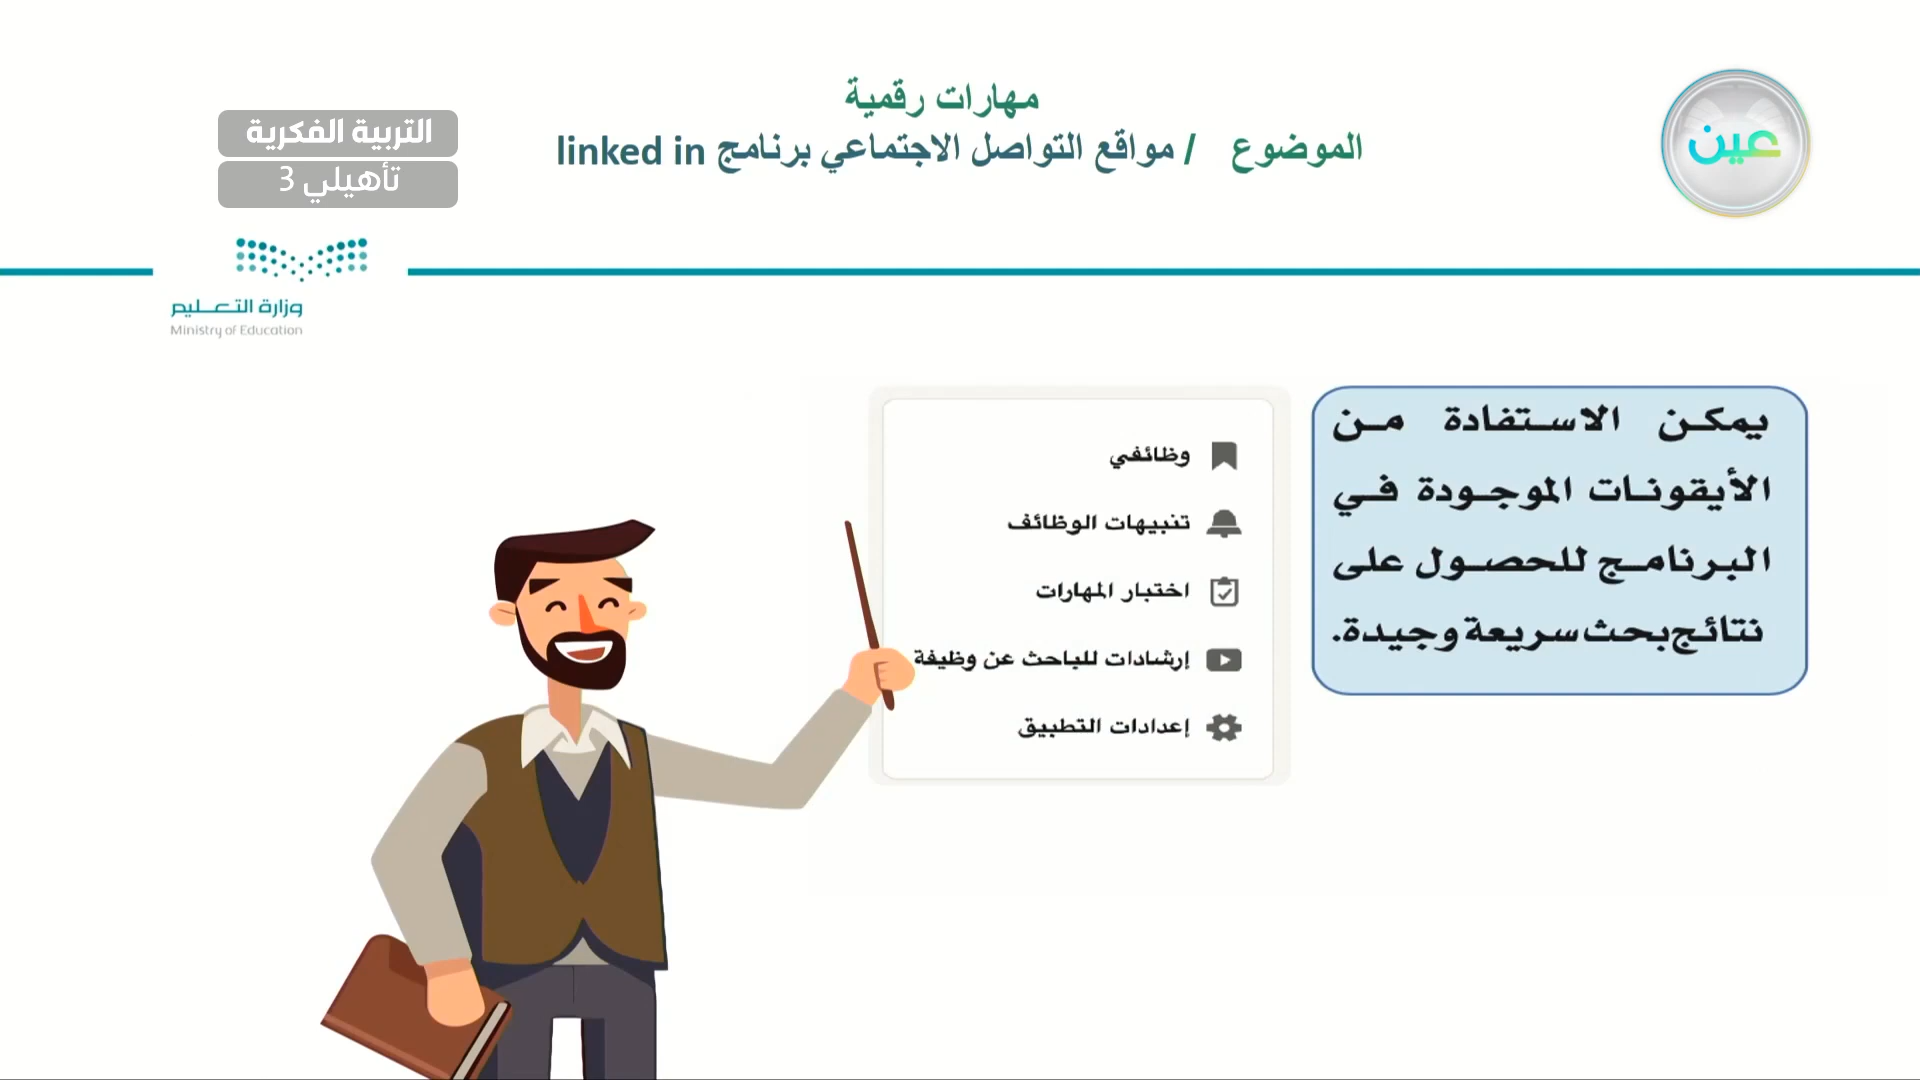 مهارات رقمية
الموضوع / مواقع التواصل الاجتماعي برنامج linked in
عين
التربية الفكرية
تأهيلي 3
وزارة التعليم
Ministry of Education
يمكن الاستفادة من
الأيقونات الموجودة في
البرنامج للحصول على
نتائج بحث سريعة وجيدة.
وظائفي
تنبيهات الوظائف
اختبار المهارات
إرشادات للباحث عن وظيفة
إعدادات التطبيق